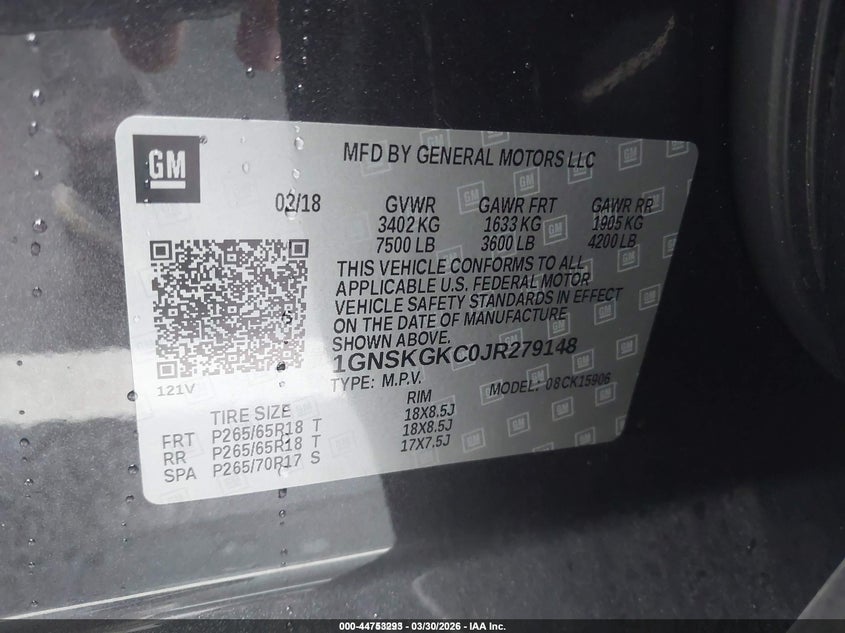 GM
MFD BY GENERAL MOTORS LLC
02/18 GVWR GAWR FRT GAWR RR
3402 KG 1633 KG 1905 KG
7500 LB 3600 LB 4200 LB
THIS VEHICLE CONFORMS TO ALL
APPLICABLE U.S. FEDERAL MOTOR
VEHICLE SAFETY STANDARDS IN EFFECT
ON THE DATE OF MANUFACTURE
SHOWN ABOVE.
1GNSKGKC0JR279148
TYPE: M.P.V. MODEL: 08CK15906
121V
TIRE SIZE RIM
FRT P265/65R18 T 18X8.5J
RR P265/65R18 T 18X8.5J
SPA P265/70R17 S 17X7.5J
000-44753293 - 03/30/2026 - IAA Inc.